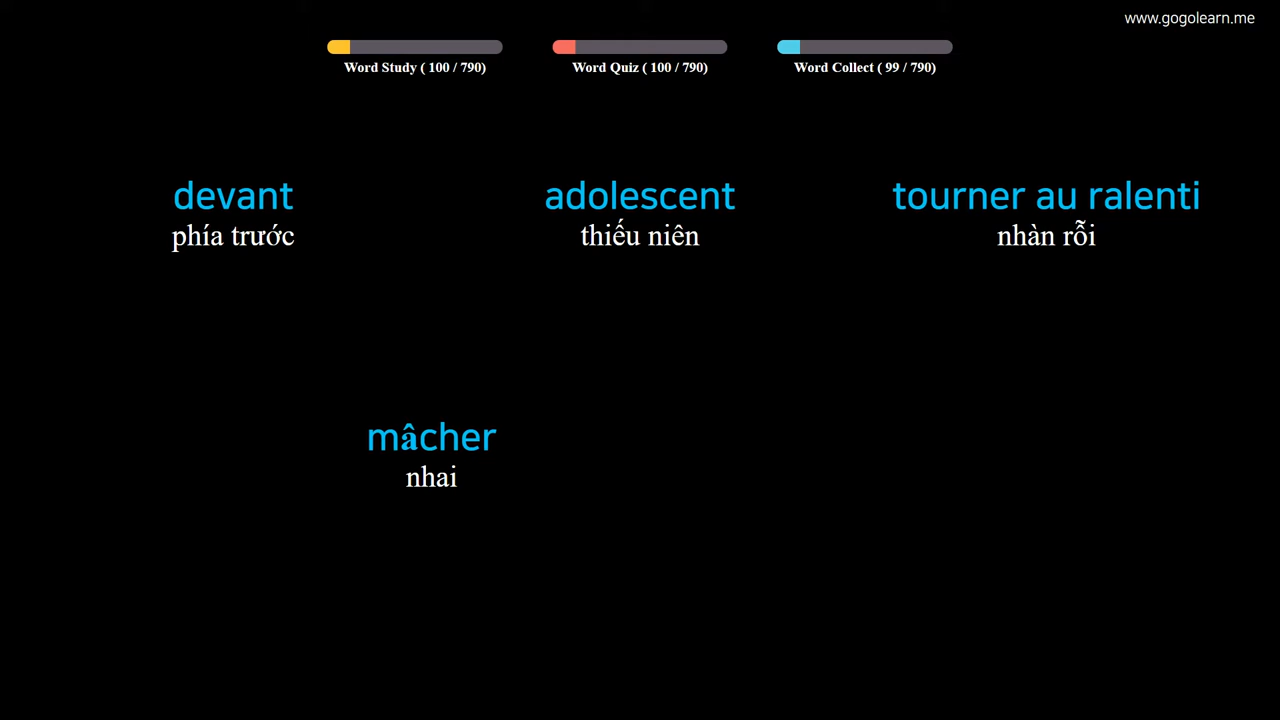 www.gogolearn.me
Word Study ( 100 / 790)
Word Quiz ( 100 / 790)
Word Collect ( 99 / 790)
devant
phía trước
adolescent
thiếu niên
tourner au ralenti
nhàn rỗi
mâcher
nhai